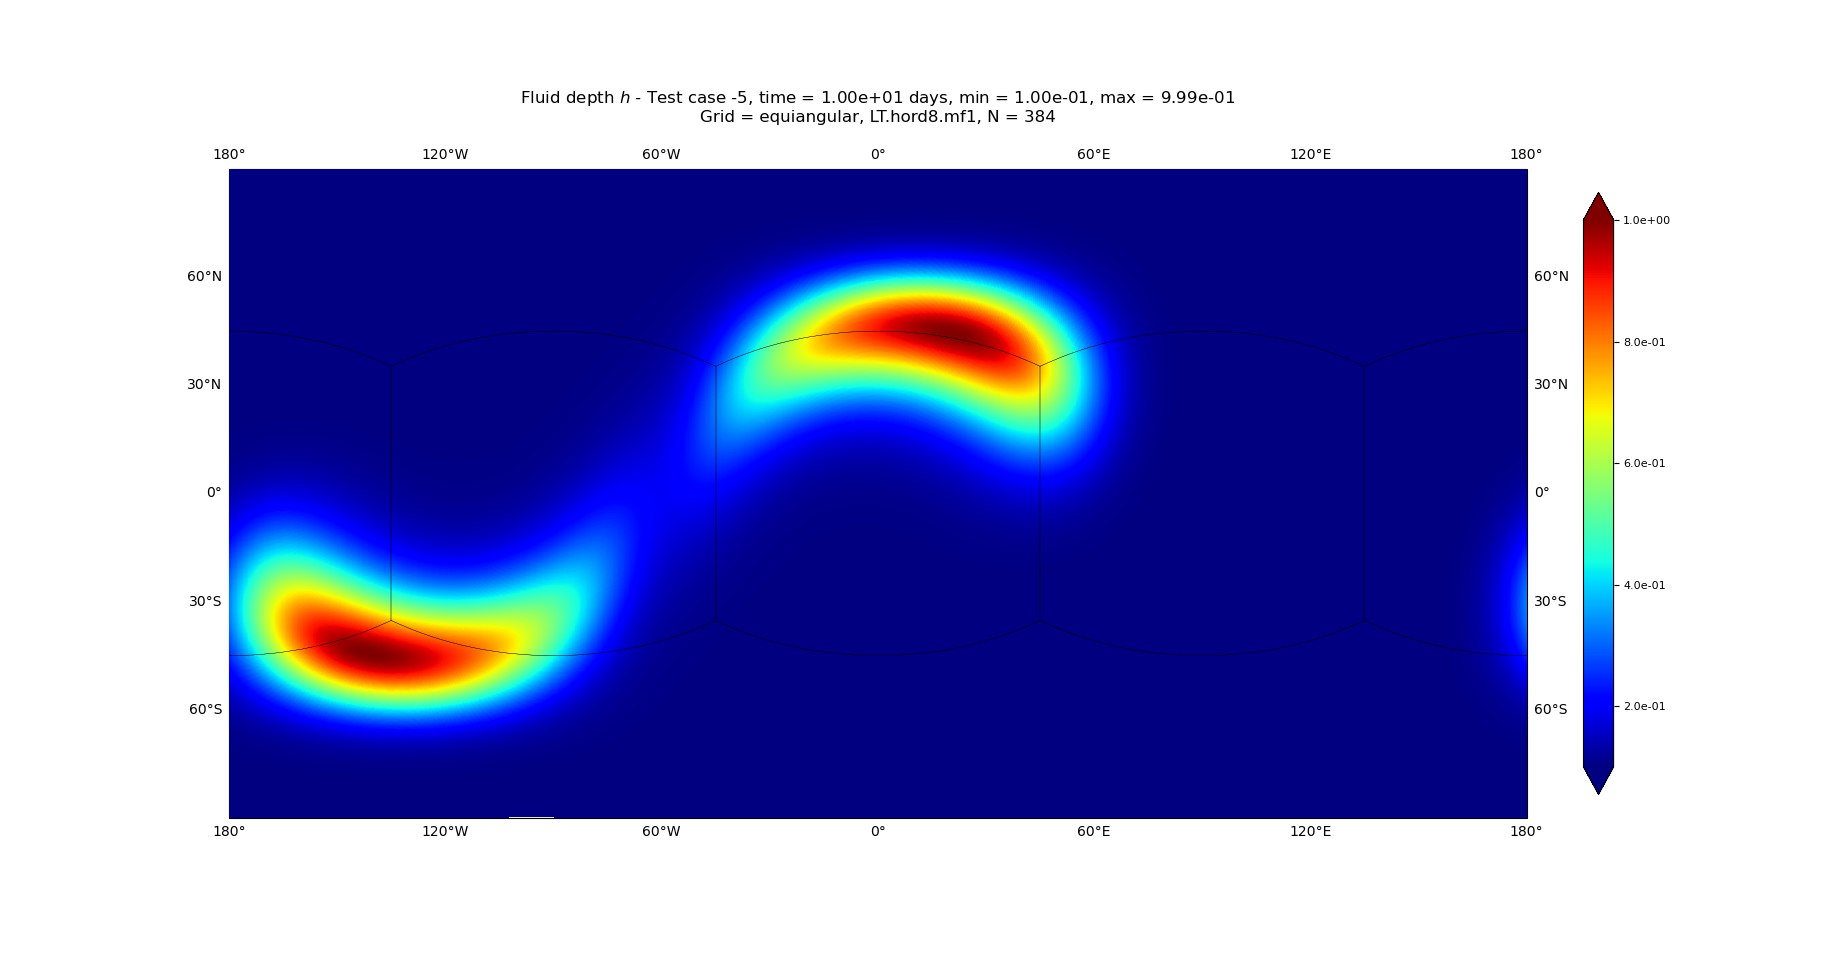 Fluid depth h - Test case -5, time = 1.00e+01 days, min = 1.00e-01, max = 9.99e-01
Grid = equiangular, LT.hord8.mf1, N = 384
180° 120°W 60°W 0° 60°E 120°E 180°
1.0e+00
60°N 60°N
8.0e-01
30°N 30°N
6.0e-01
0° 0°
4.0e-01
30°S 30°S
2.0e-01
60°S 60°S
180° 120°W 60°W 0° 60°E 120°E 180°